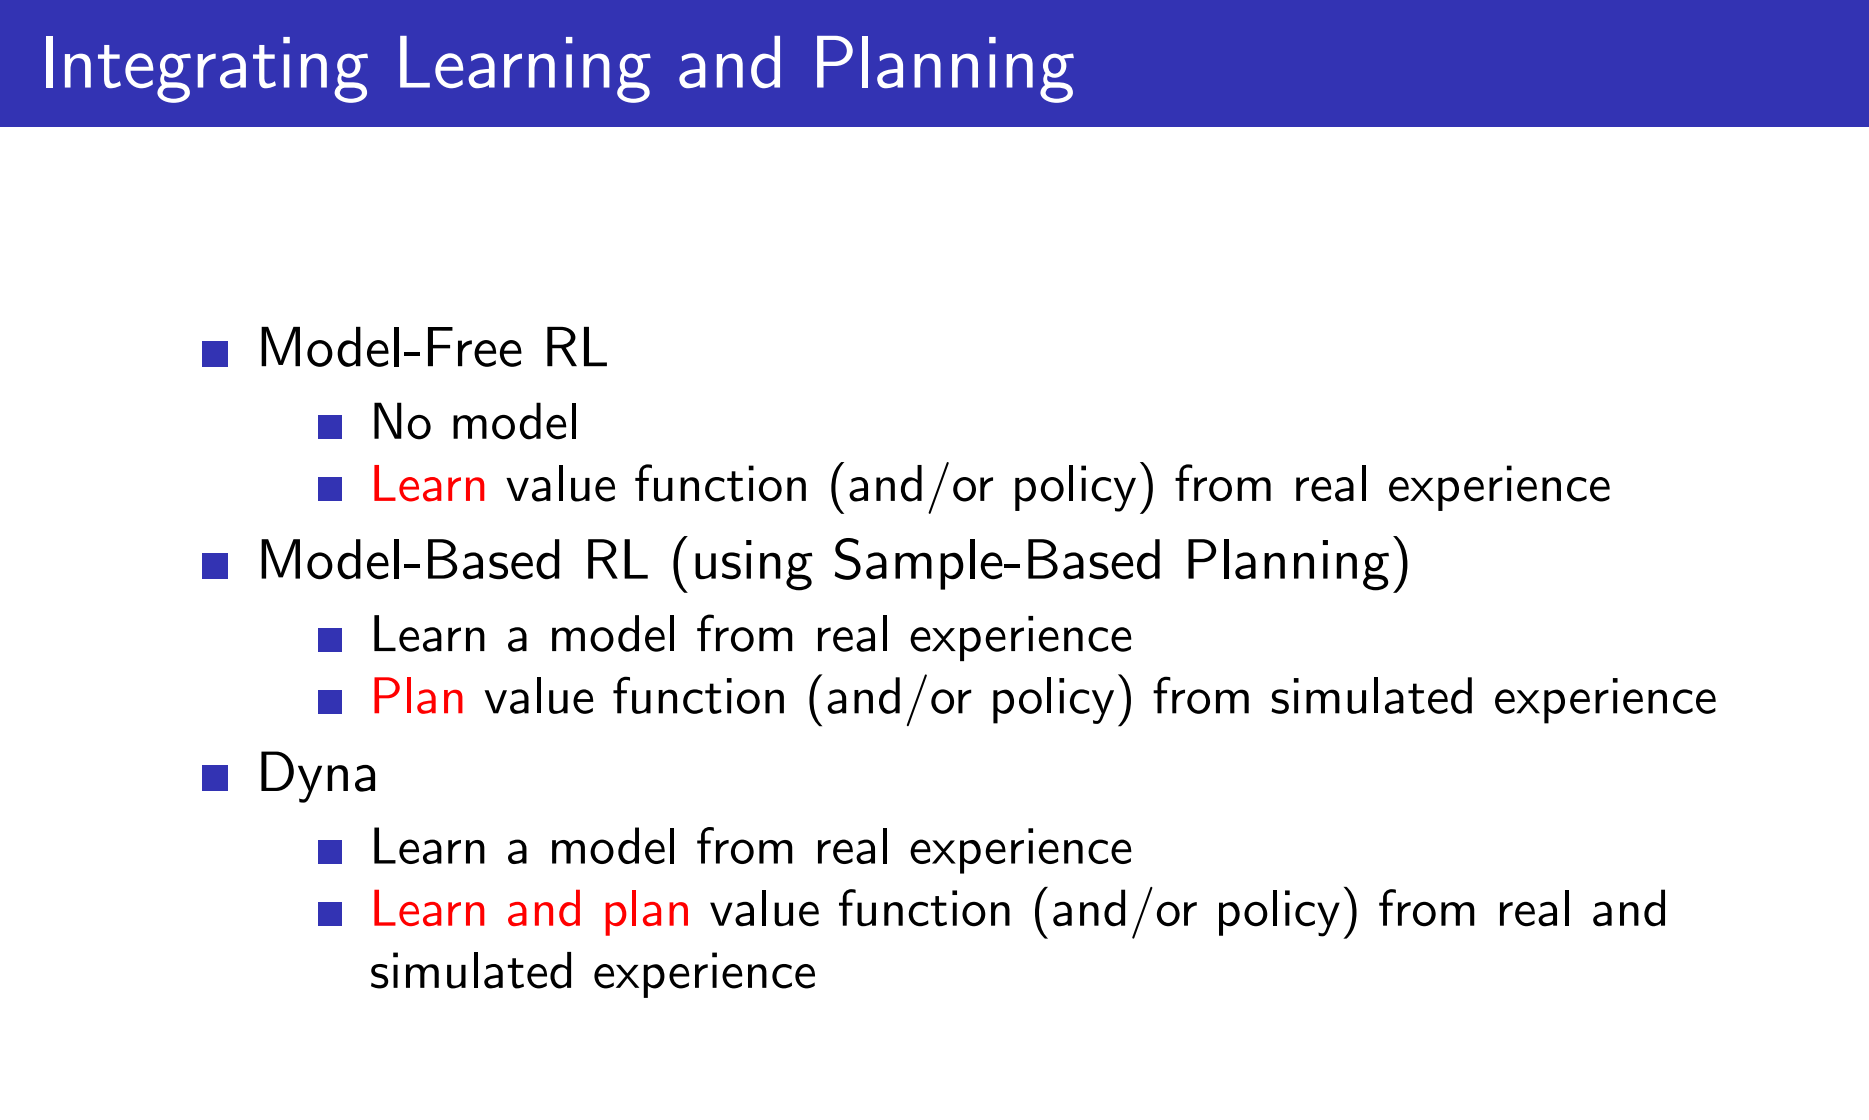 Integrating Learning and Planning
Model-Free RL
No model
Learn value function (and/or policy) from real experience
Model-Based RL (using Sample-Based Planning)
Learn a model from real experience
Plan value function (and/or policy) from simulated experience
Dyna
Learn a model from real experience
Learn and plan value function (and/or policy) from real and
simulated experience